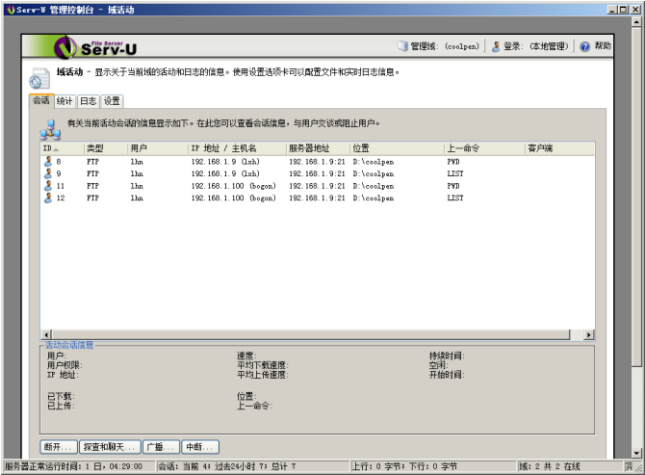 Serv-U 管理控制台 - 域活动
File Server
Serv-U
管理域: (coolpen) 登录: (本地管理) 帮助
域活动 - 显示关于当前域的活动和日志的信息。使用设置选项卡可以配置文件和实时日志信息。
会话 统计 日志 设置
有关当前活动会话的信息显示如下。在此您可以查看会话信息，与用户交谈或阻止用户。
ID 类型 用户 IP 地址 / 主机名 服务器地址 位置 上一命令 客户端
8 FTP lhn 192.168.1.9 (lxh) 192.168.1.9:21 D:\coolpen PWD
9 FTP lhn 192.168.1.9 (lxh) 192.168.1.9:21 D:\coolpen LIST
11 FTP lhn 192.168.1.100 (bogon) 192.168.1.9:21 D:\coolpen PWD
12 FTP lhn 192.168.1.100 (bogon) 192.168.1.9:21 D:\coolpen LIST
活动会话信息
用户: 速度: 持续时间:
用户权限: 平均下载速度: 空闲:
IP 地址: 平均上传速度: 开始时间:
已下载: 位置:
已上传: 上一命令:
断开... 探查和聊天... 广播... 中断...
服务器正常运行时间: 1 日, 04:29:00 会话: 当前 4; 过去24小时 7; 总计 7 上行: 0 字节; 下行: 0 字节 域: 2 共 2 在线